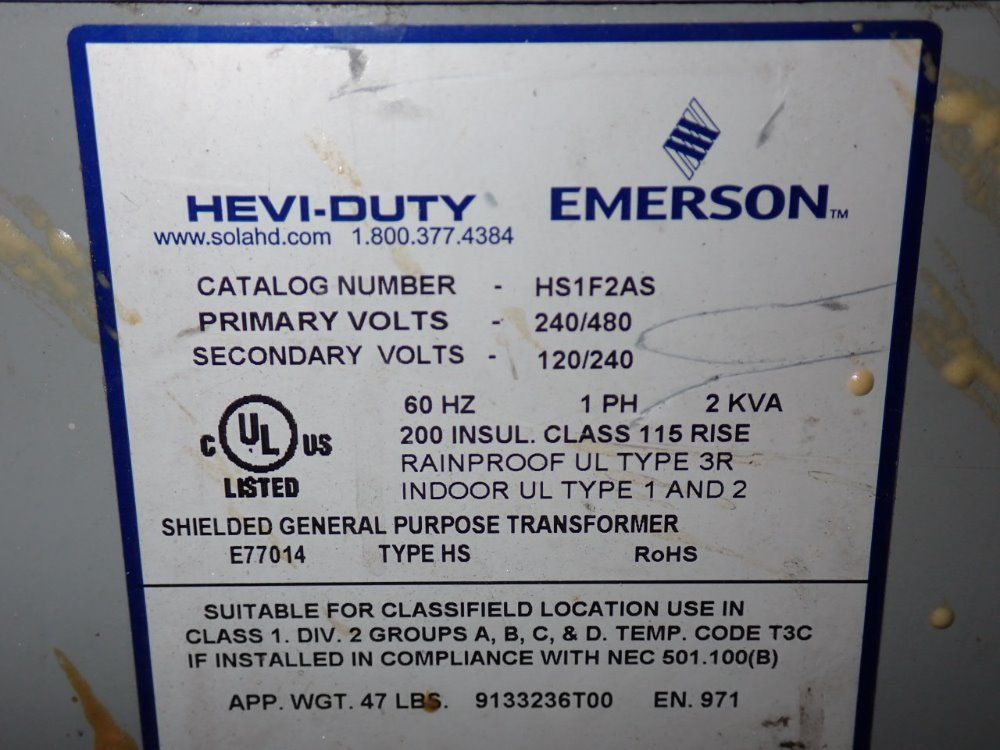 HEVI-DUTY EMERSON™
www.solahd.com 1.800.377.4384
CATALOG NUMBER - HS1F2AS
PRIMARY VOLTS - 240/480
SECONDARY VOLTS - 120/240
60 HZ 1 PH 2 KVA
200 INSUL. CLASS 115 RISE
RAINPROOF UL TYPE 3R
INDOOR UL TYPE 1 AND 2
C UL US
LISTED
SHIELDED GENERAL PURPOSE TRANSFORMER
E77014 TYPE HS RoHS
SUITABLE FOR CLASSIFIELD LOCATION USE IN
CLASS 1. DIV. 2 GROUPS A, B, C, & D. TEMP. CODE T3C
IF INSTALLED IN COMPLIANCE WITH NEC 501.100(B)
APP. WGT. 47 LBS. 9133236T00 EN. 971